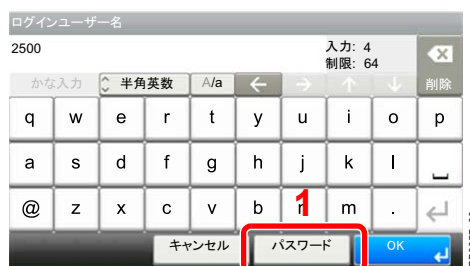 ログインユーザー名
2500
入力: 4
制限: 64
削除
かな入力 半角英数 A/a ← → ↑ ↓
q w e r t y u i o p
a s d f g h j k l
@ z x c v b n m .
1
キャンセル パスワード OK